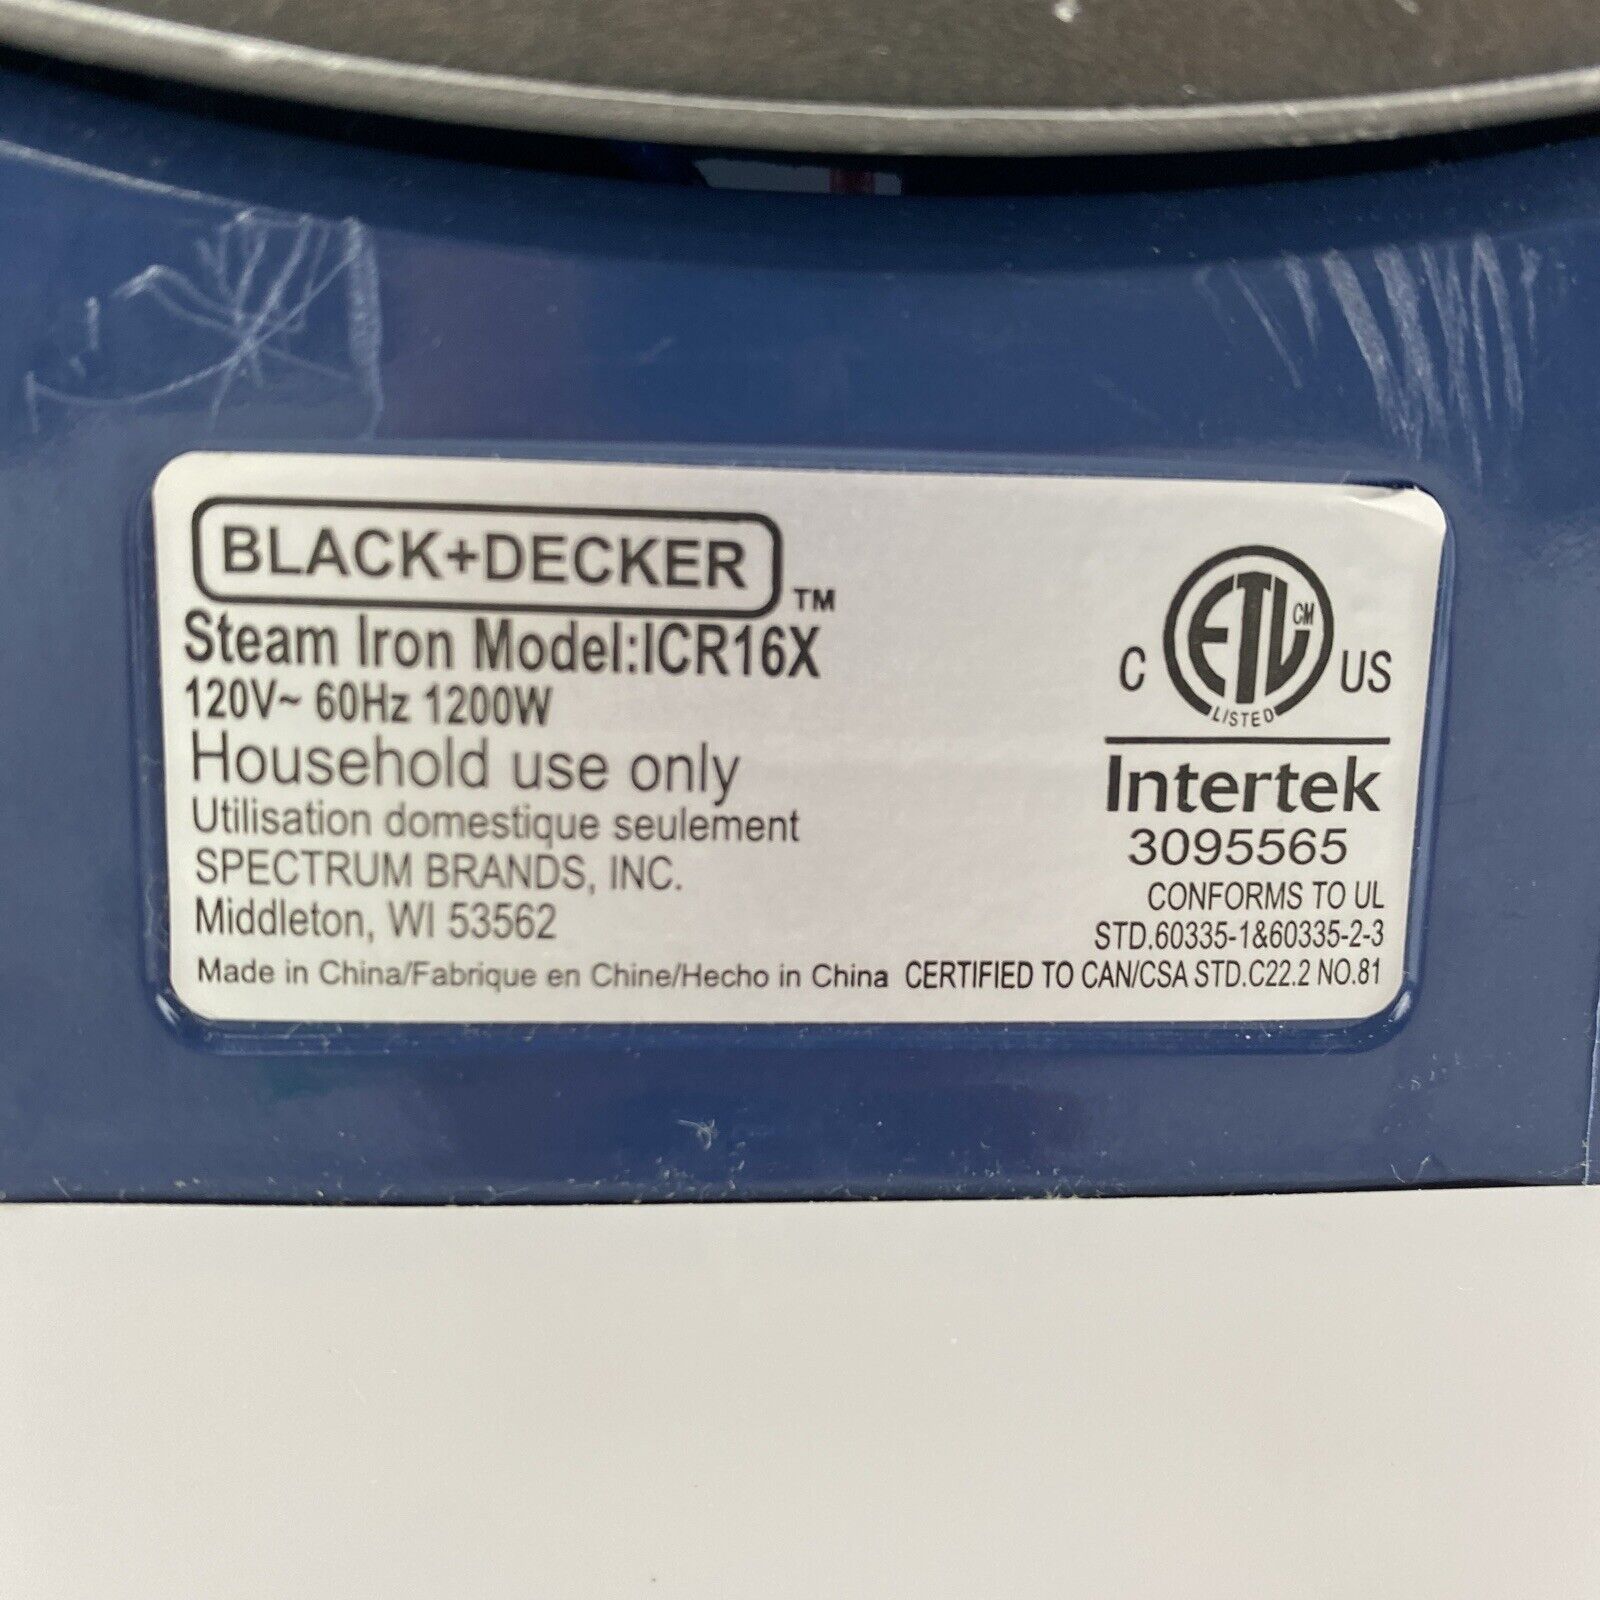 BLACK+DECKER ™
Steam Iron Model:ICR16X
120V~ 60Hz 1200W
Household use only
Utilisation domestique seulement
SPECTRUM BRANDS, INC.
Middleton, WI 53562
Made in China/Fabrique en Chine/Hecho in China
C ETL CM US
LISTED
Intertek
3095565
CONFORMS TO UL
STD.60335-1&60335-2-3
CERTIFIED TO CAN/CSA STD.C22.2 NO.81